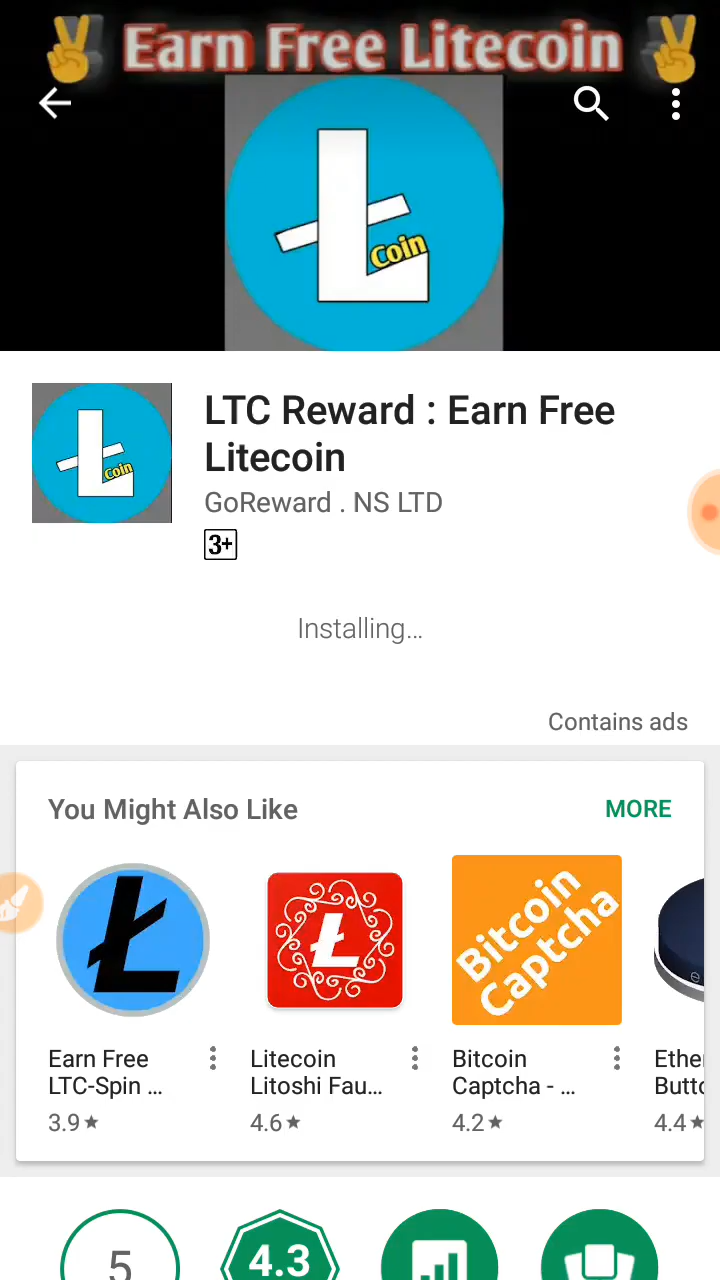 Earn Free Litecoin
Coin
Coin
LTC Reward : Earn Free
Litecoin
GoReward . NS LTD
3+
Installing...
Contains ads
You Might Also Like
MORE
Bitcoin
Captcha
Earn Free
LTC-Spin ...
3.9★
Litecoin
Litoshi Fau...
4.6★
Bitcoin
Captcha - ...
4.2★
Ether
Butto
4.4★
5
4.3